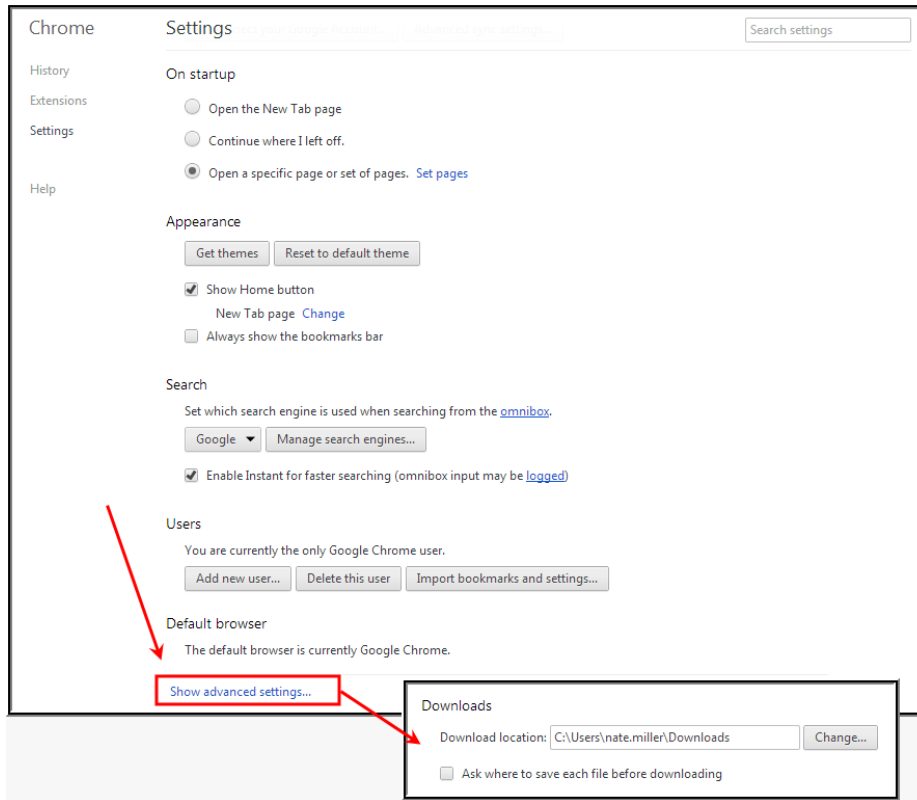 Chrome
Settings
Search settings
History
Extensions
Settings
Help
On startup
Open the New Tab page
Continue where I left off.
Open a specific page or set of pages. Set pages
Appearance
Get themes Reset to default theme
Show Home button
New Tab page Change
Always show the bookmarks bar
Search
Set which search engine is used when searching from the omnibox.
Google Manage search engines...
Enable Instant for faster searching (omnibox input may be logged)
Users
You are currently the only Google Chrome user.
Add new user... Delete this user Import bookmarks and settings...
Default browser
The default browser is currently Google Chrome.
Show advanced settings...
Downloads
Download location: C:\Users\nate.miller\Downloads Change...
Ask where to save each file before downloading